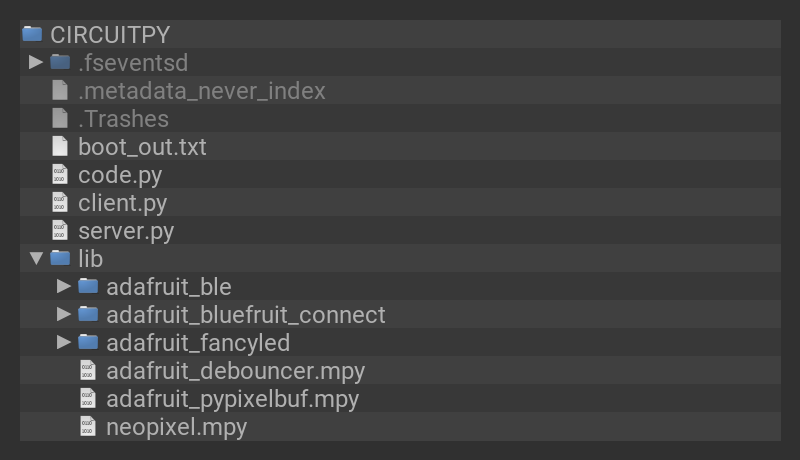 CIRCUITPY
.fseventsd
.metadata_never_index
.Trashes
boot_out.txt
code.py
client.py
server.py
lib
adafruit_ble
adafruit_bluefruit_connect
adafruit_fancyled
adafruit_debouncer.mpy
adafruit_pypixelbuf.mpy
neopixel.mpy